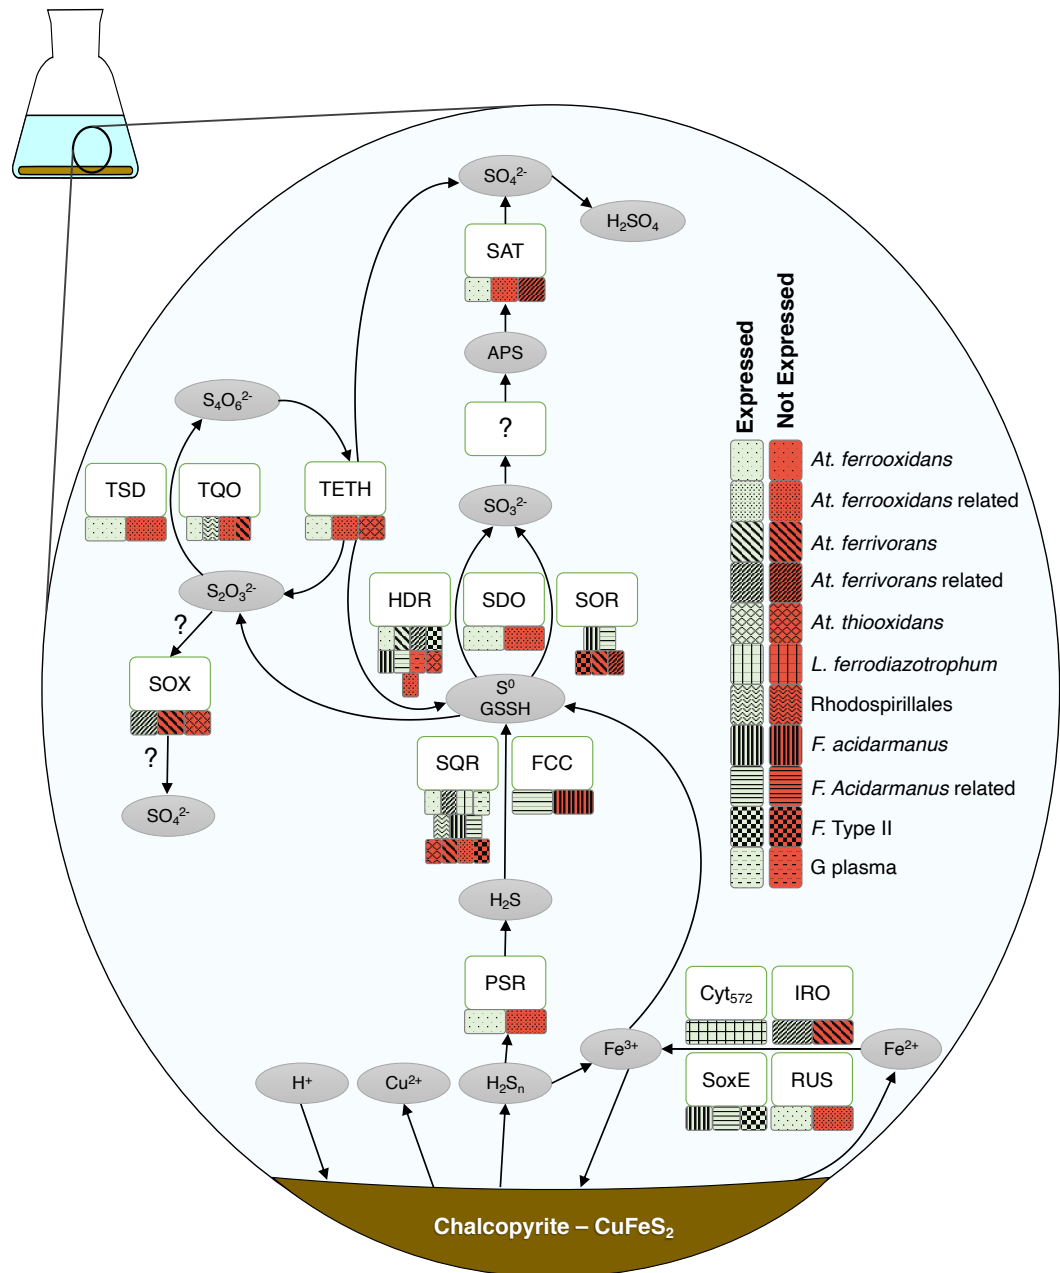 SO₄²⁻
H₂SO₄
SAT
APS
?
S₄O₆²⁻
TSD
TQO
TETH
SO₃²⁻
S₂O₃²⁻
HDR
SDO
SOR
?
SOX
?
SO₄²⁻
S⁰
GSSH
SQR
FCC
H₂S
PSR
Cyt₅₇₂
IRO
Fe³⁺
Fe²⁺
SoxE
RUS
H⁺
Cu²⁺
H₂Sₙ
Chalcopyrite – CuFeS₂
Expressed
Not Expressed
At. ferrooxidans
At. ferrooxidans related
At. ferrivorans
At. ferrivorans related
At. thiooxidans
L. ferrodiazotrophum
Rhodospirillales
F. acidarmanus
F. Acidarmanus related
F. Type II
G plasma